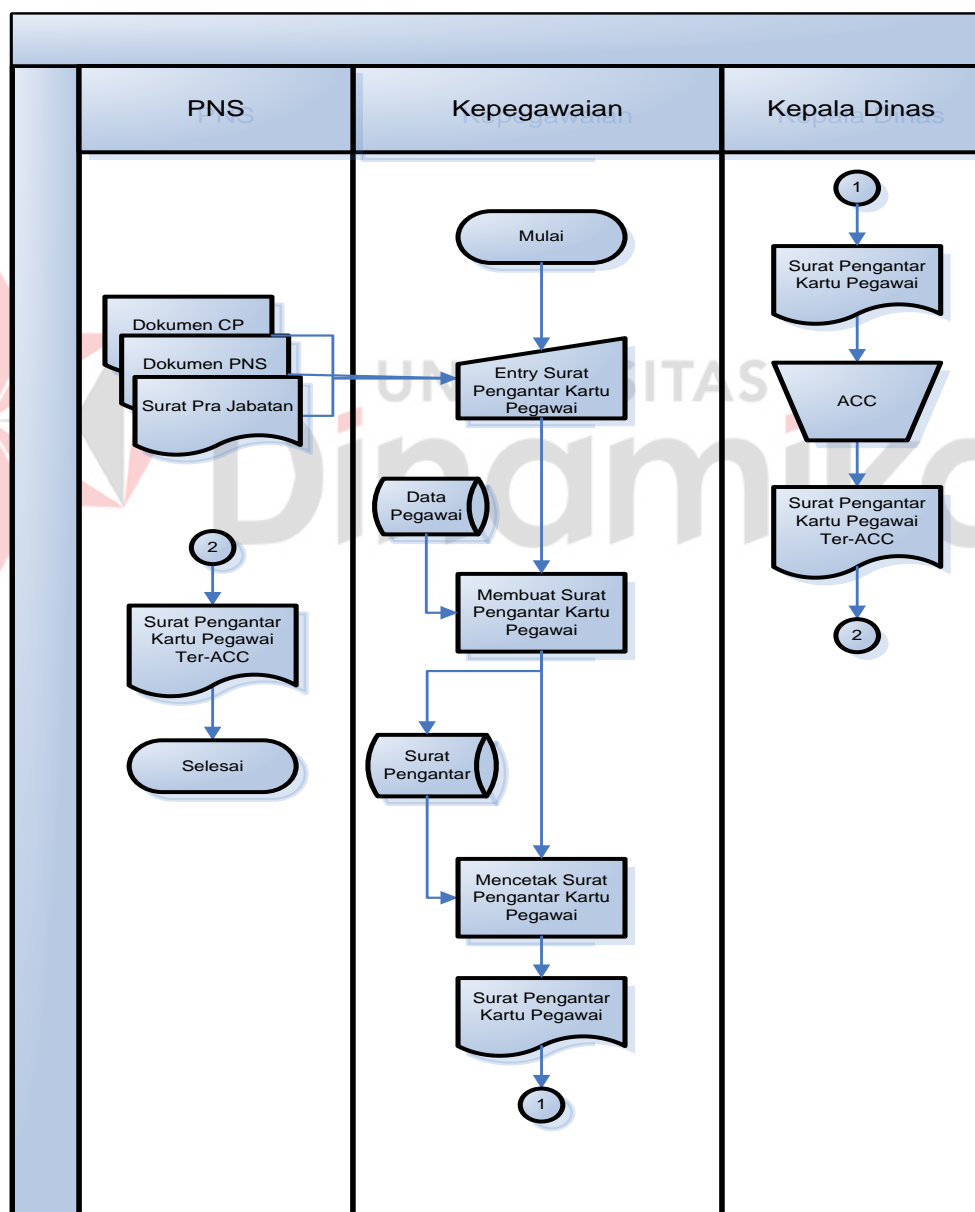 PNS
Kepegawaian
Kepala Dinas
Dokumen CP
Dokumen PNS
Surat Pra Jabatan
2
Surat Pengantar
Kartu Pegawai
Ter-ACC
Selesai
Mulai
Entry Surat
Pengantar Kartu
Pegawai
Data
Pegawai
Membuat Surat
Pengantar Kartu
Pegawai
Surat
Pengantar
Mencetak Surat
Pengantar Kartu
Pegawai
Surat Pengantar
Kartu Pegawai
1
1
Surat Pengantar
Kartu Pegawai
ACC
Surat Pengantar
Kartu Pegawai
Ter-ACC
2
Dinamika